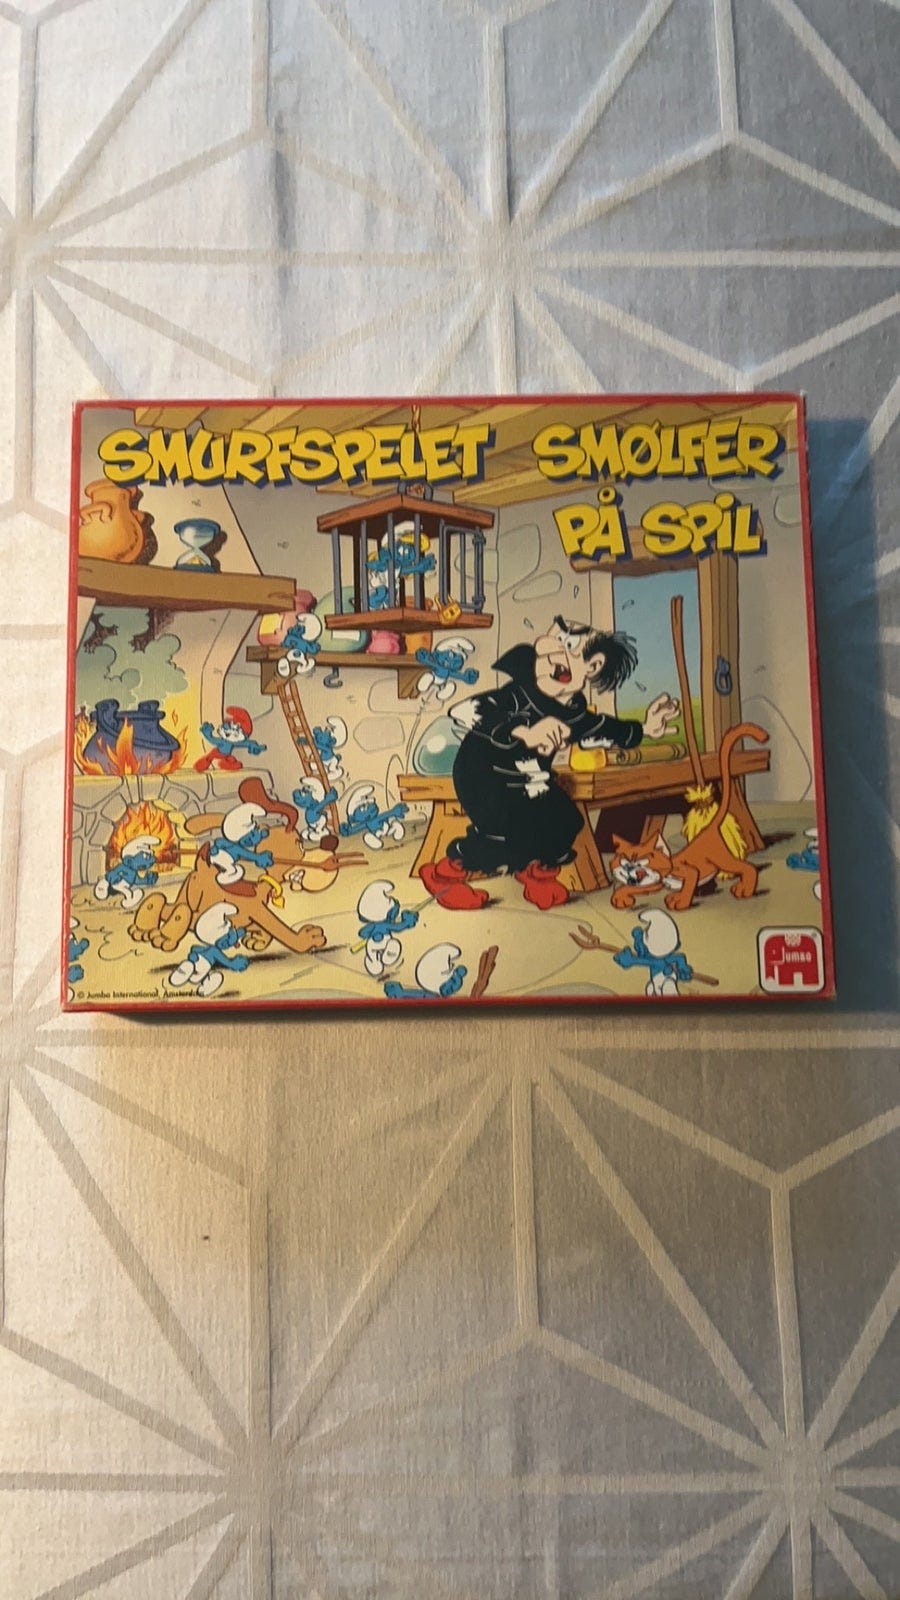 SMURFSPELET
SMØLFER
PÅ SPIL
Jumbo
© Jumbo International, Amsterdam